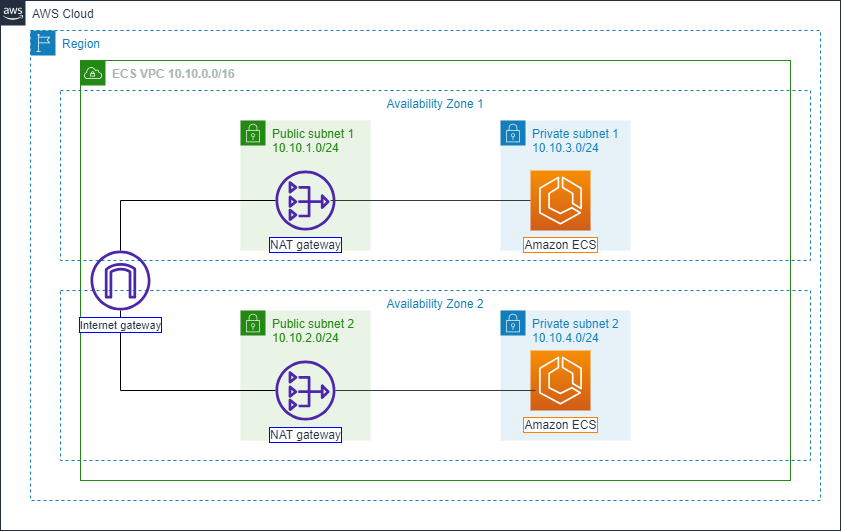 aws
AWS Cloud
Region
ECS VPC 10.10.0.0/16
Availability Zone 1
Public subnet 1
10.10.1.0/24
Private subnet 1
10.10.3.0/24
NAT gateway
Amazon ECS
Internet gateway
Availability Zone 2
Public subnet 2
10.10.2.0/24
Private subnet 2
10.10.4.0/24
NAT gateway
Amazon ECS